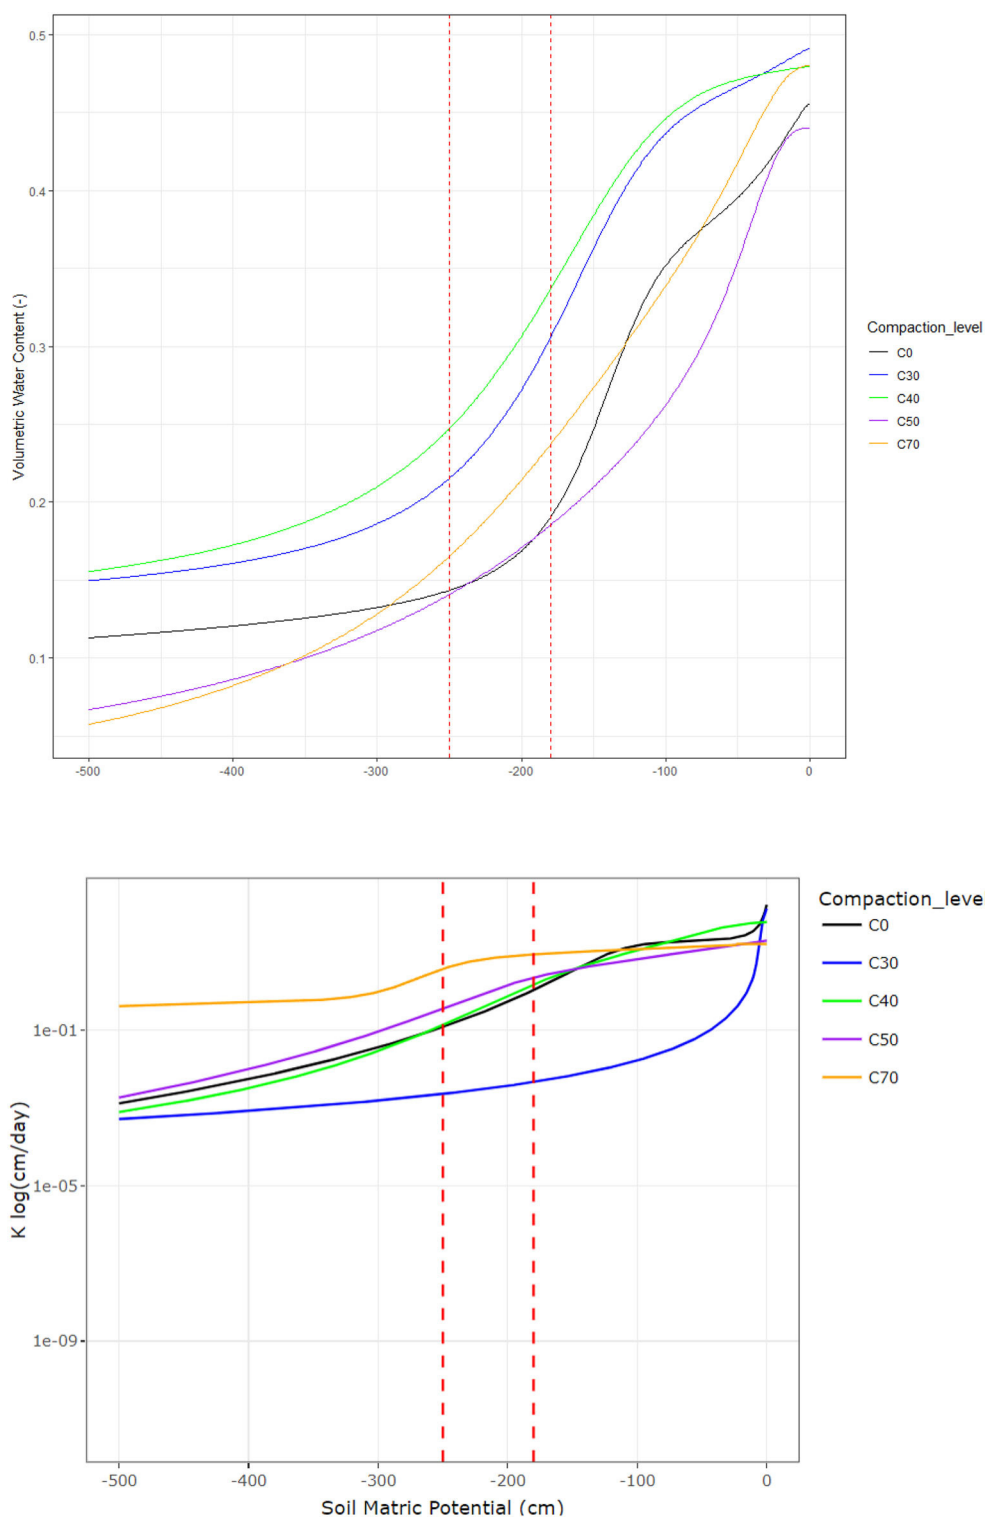 0.5
0.4
0.3
0.2
0.1
Volumetric Water Content (-)
-500 -400 -300 -200 -100 0
Compaction_level
C0
C30
C40
C50
C70
1e-01
1e-05
1e-09
K log(cm/day)
-500 -400 -300 -200 -100 0
Soil Matric Potential (cm)
Compaction_leve
C0
C30
C40
C50
C70